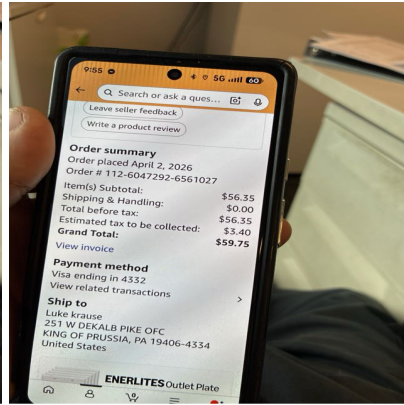 9:55 5G 60
Search or ask a ques...
Leave seller feedback
Write a product review
Order summary
Order placed April 2, 2026
Order # 112-6047292-6561027
Item(s) Subtotal: $56.35
Shipping & Handling: $0.00
Total before tax: $56.35
Estimated tax to be collected: $3.40
Grand Total: $59.75
View invoice
Payment method
Visa ending in 4332
View related transactions
Ship to
Luke krause
251 W DEKALB PIKE OFC
KING OF PRUSSIA, PA 19406-4334
United States
ENERLITES Outlet Plate